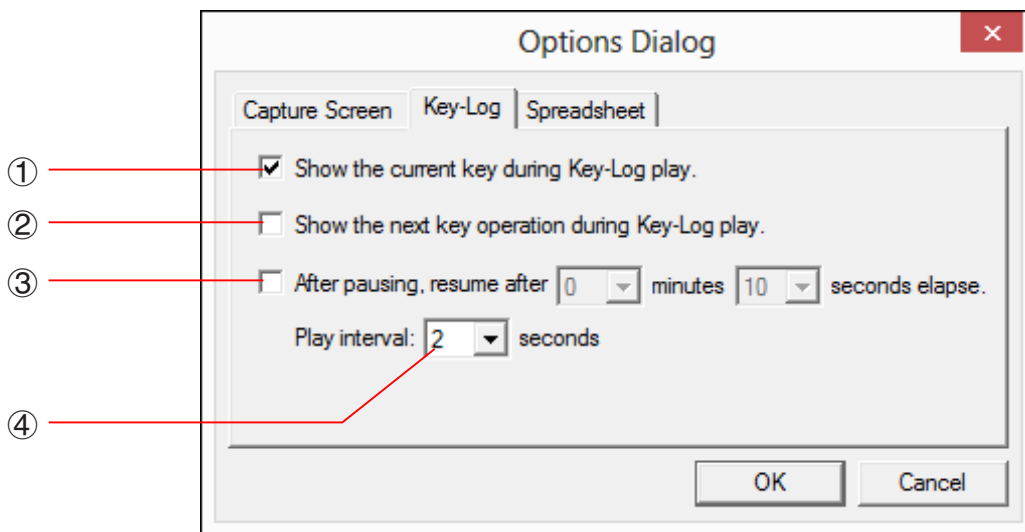 Options Dialog
Capture Screen Key-Log Spreadsheet
① Show the current key during Key-Log play.
② Show the next key operation during Key-Log play.
③ After pausing, resume after 0 minutes 10 seconds elapse.
Play interval: 2 seconds
④
OK Cancel